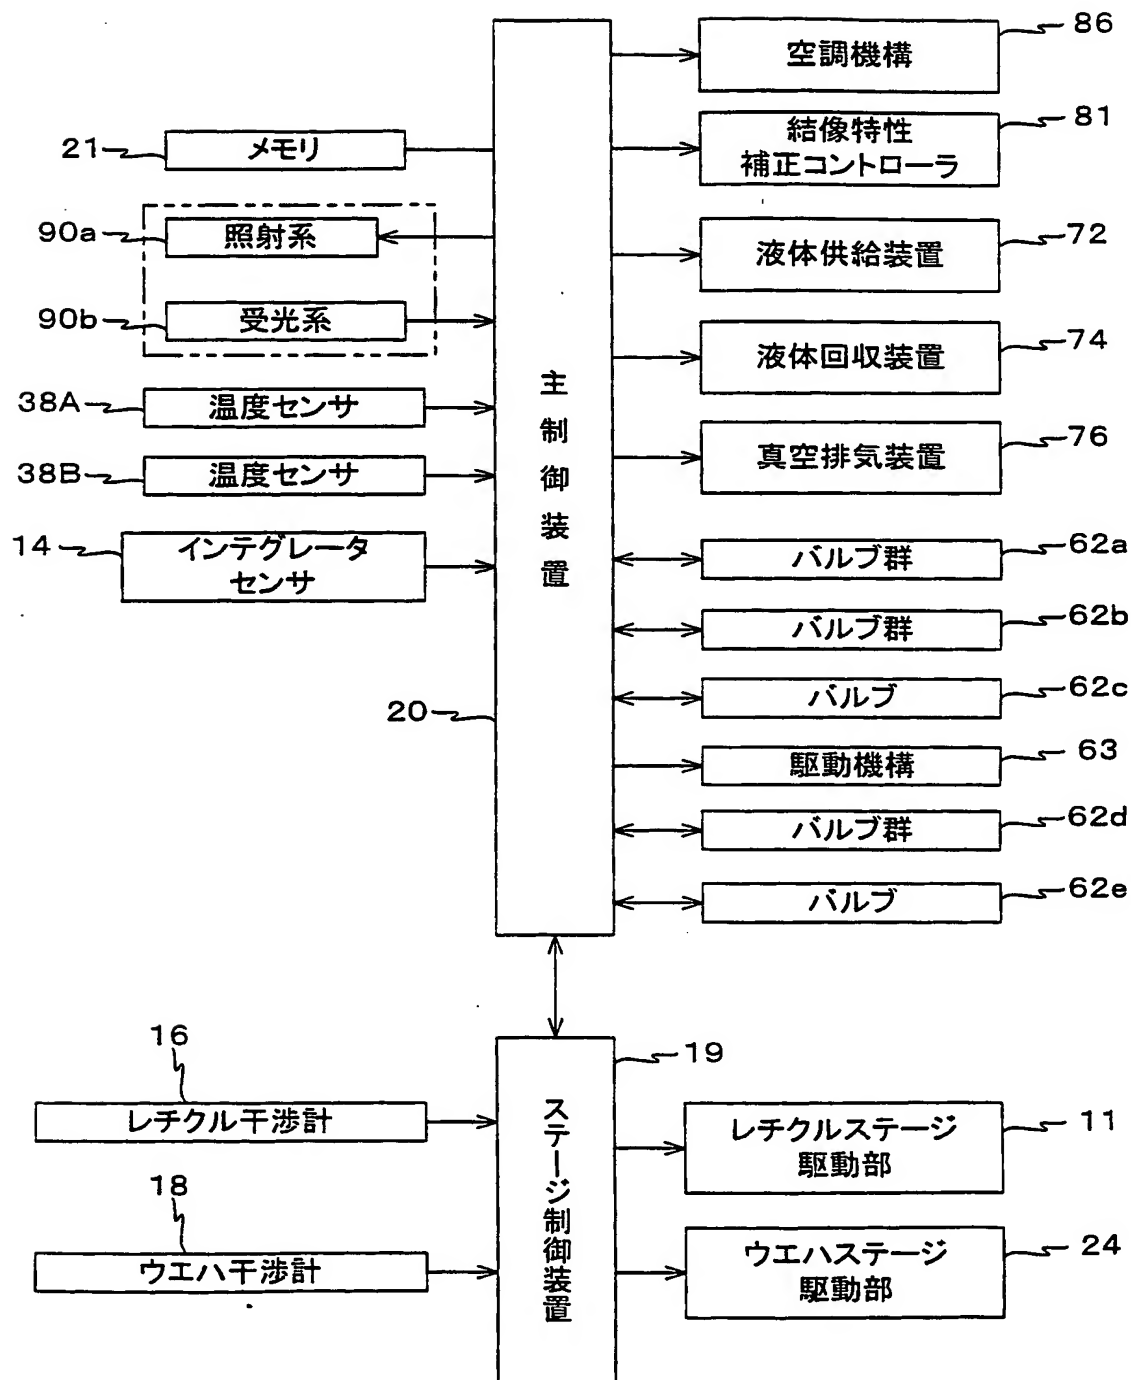 86
空調機構
81
結像特性
補正コントローラ
21
メモリ
90a
照射系
72
液体供給装置
90b
受光系
74
液体回収装置
主制御装置
38A
温度センサ
76
真空排気装置
38B
温度センサ
14
インテグレータ
センサ
62a
バルブ群
62b
バルブ群
62c
バルブ
20
63
駆動機構
62d
バルブ群
62e
バルブ
16
レチクル干渉計
19
ステージ制御装置
11
レチクルステージ
駆動部
18
ウエハ干渉計
24
ウエハステージ
駆動部